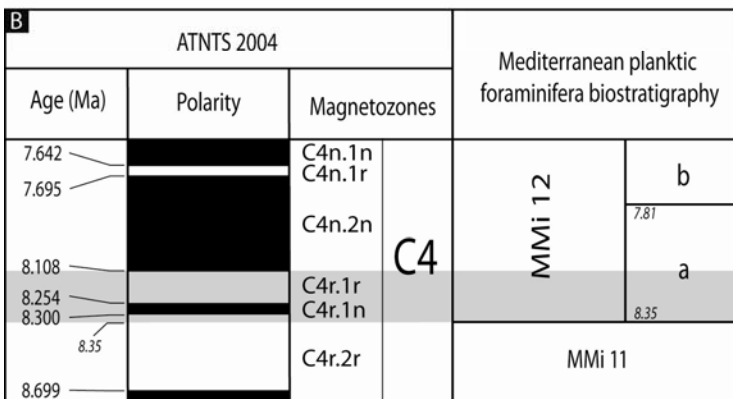 B
ATNTS 2004
Mediterranean planktic
foraminifera biostratigraphy
Age (Ma)
Polarity
Magnetozones
7.642
7.695
8.108
8.254
8.300
8.35
8.699
C4n.1n
C4n.1r
C4n.2n
C4r.1r
C4r.1n
C4r.2r
C4
MMi 12
b
7.81
a
8.35
MMi 11